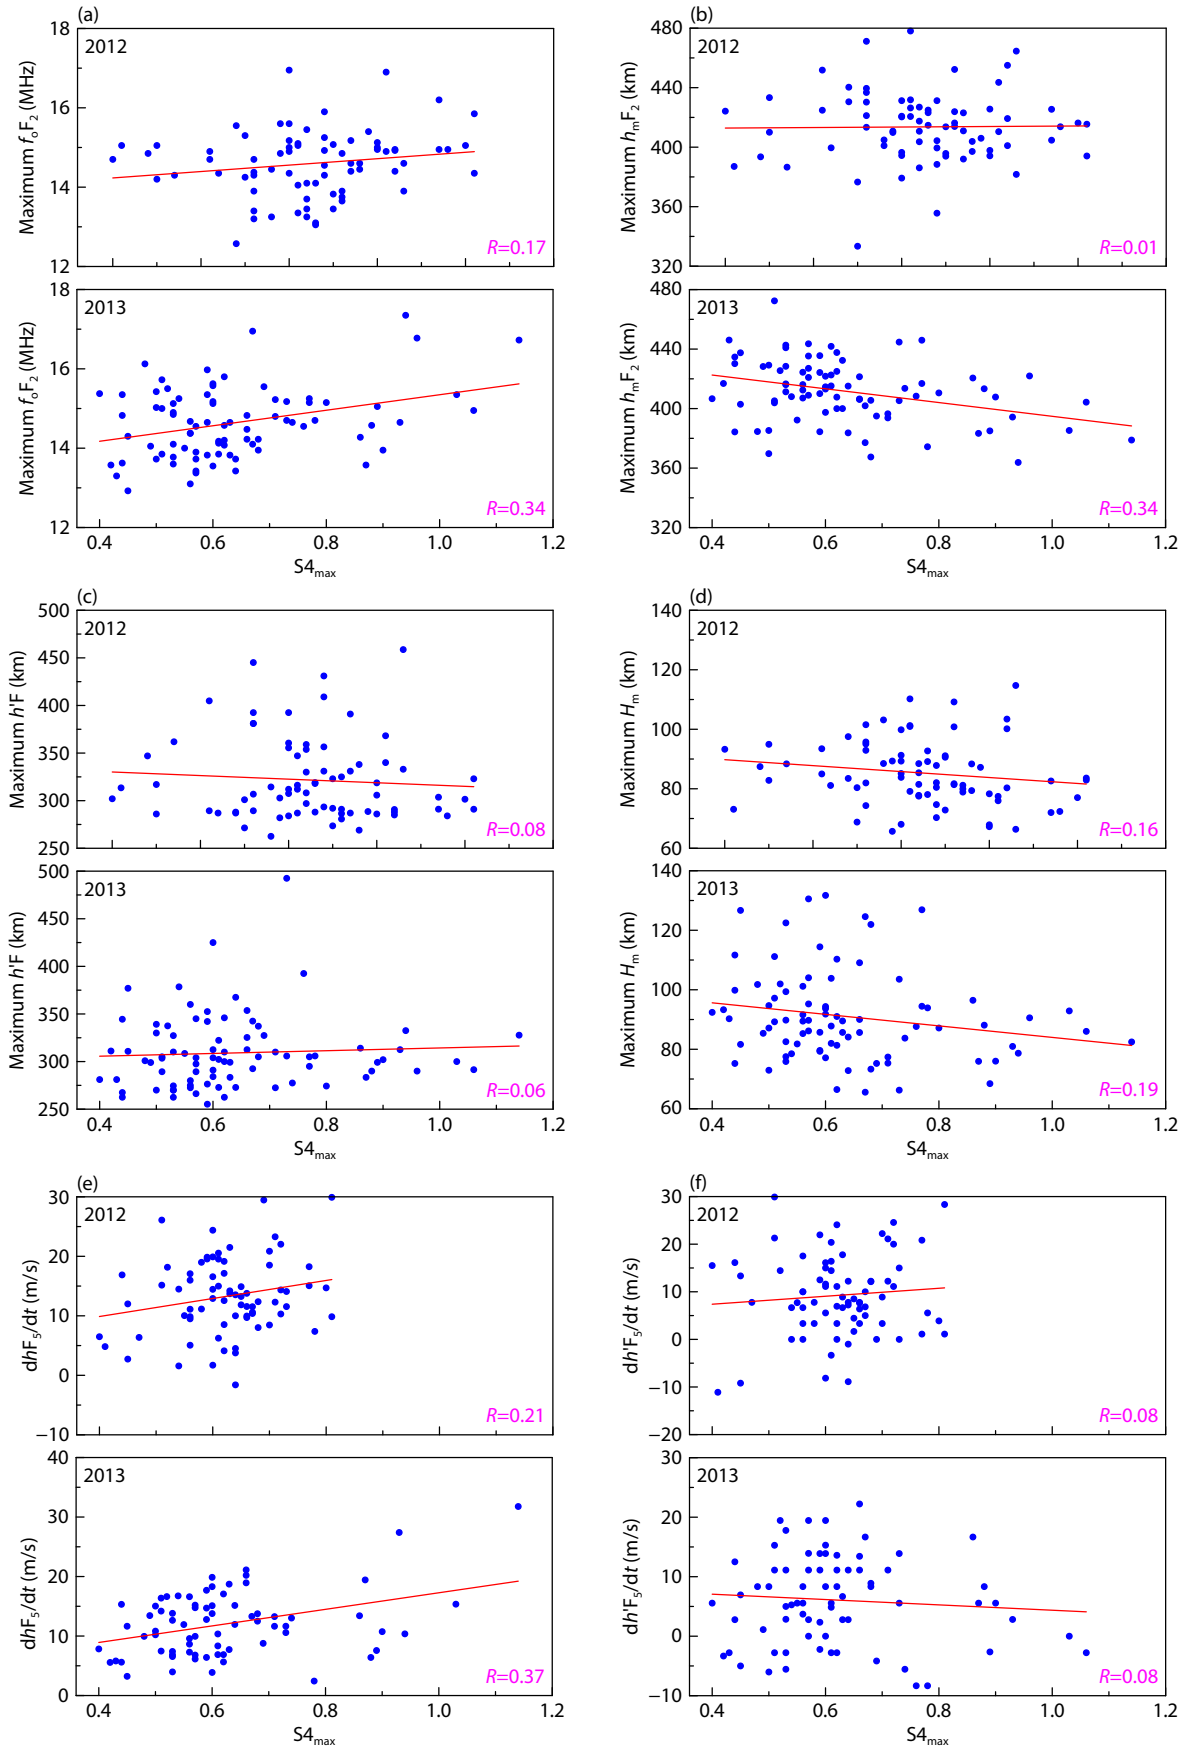 (a)
2012
Maximum foF2 (MHz)
18
16
14
12
R=0.17
2013
Maximum foF2 (MHz)
18
16
14
12
R=0.34
0.4 0.6 0.8 1.0 1.2
S4max
(b)
2012
Maximum hmF2 (km)
480
440
400
360
320
R=0.01
2013
Maximum hmF2 (km)
480
440
400
360
320
R=0.34
0.4 0.6 0.8 1.0 1.2
S4max
(c)
2012
Maximum h'F (km)
500
450
400
350
300
250
R=0.08
2013
Maximum h'F (km)
500
450
400
350
300
250
R=0.06
0.4 0.6 0.8 1.0 1.2
S4max
(d)
2012
Maximum Hm (km)
140
120
100
80
60
R=0.16
2013
Maximum Hm (km)
140
120
100
80
60
R=0.19
0.4 0.6 0.8 1.0 1.2
S4max
(e)
2012
dhF5/dt (m/s)
30
20
10
0
−10
R=0.21
2013
dhF5/dt (m/s)
40
30
20
10
0
R=0.37
0.4 0.6 0.8 1.0 1.2
S4max
(f)
2012
dh'F5/dt (m/s)
30
20
10
0
−10
−20
R=0.08
2013
dh'F5/dt (m/s)
30
20
10
0
−10
R=0.08
0.4 0.6 0.8 1.0 1.2
S4max